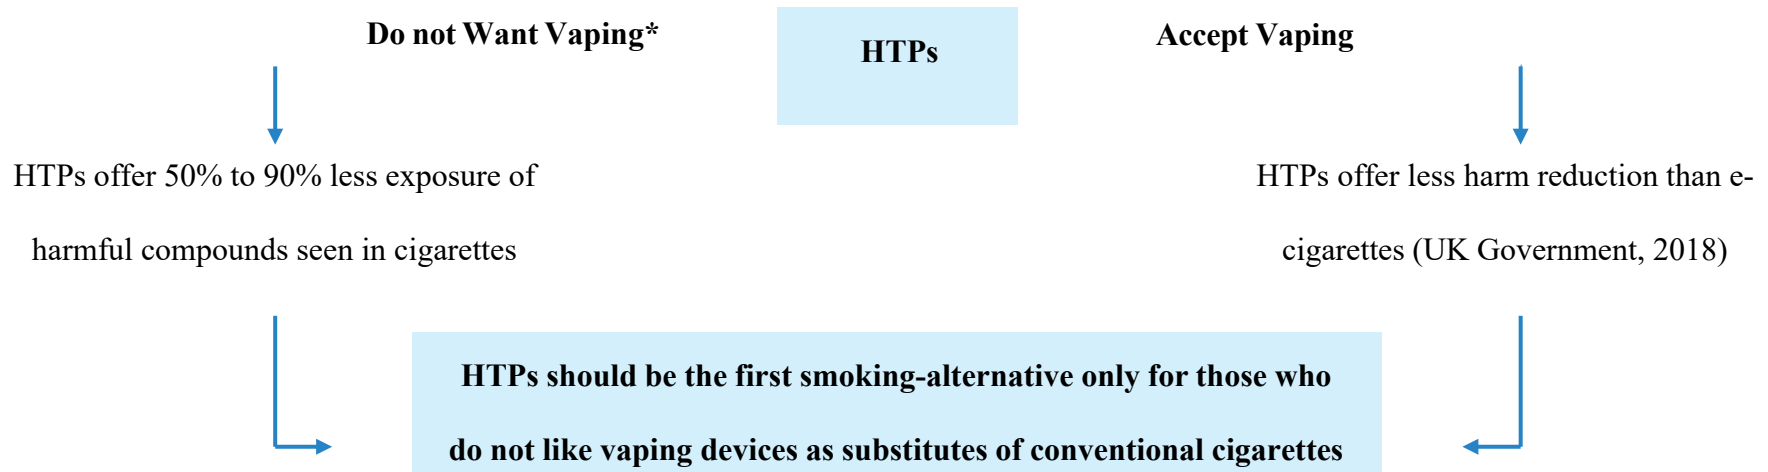 Do not Want Vaping*
HTPs
Accept Vaping
HTPs offer 50% to 90% less exposure of
harmful compounds seen in cigarettes
HTPs offer less harm reduction than e-
cigarettes (UK Government, 2018)
HTPs should be the first smoking-alternative only for those who
do not like vaping devices as substitutes of conventional cigarettes